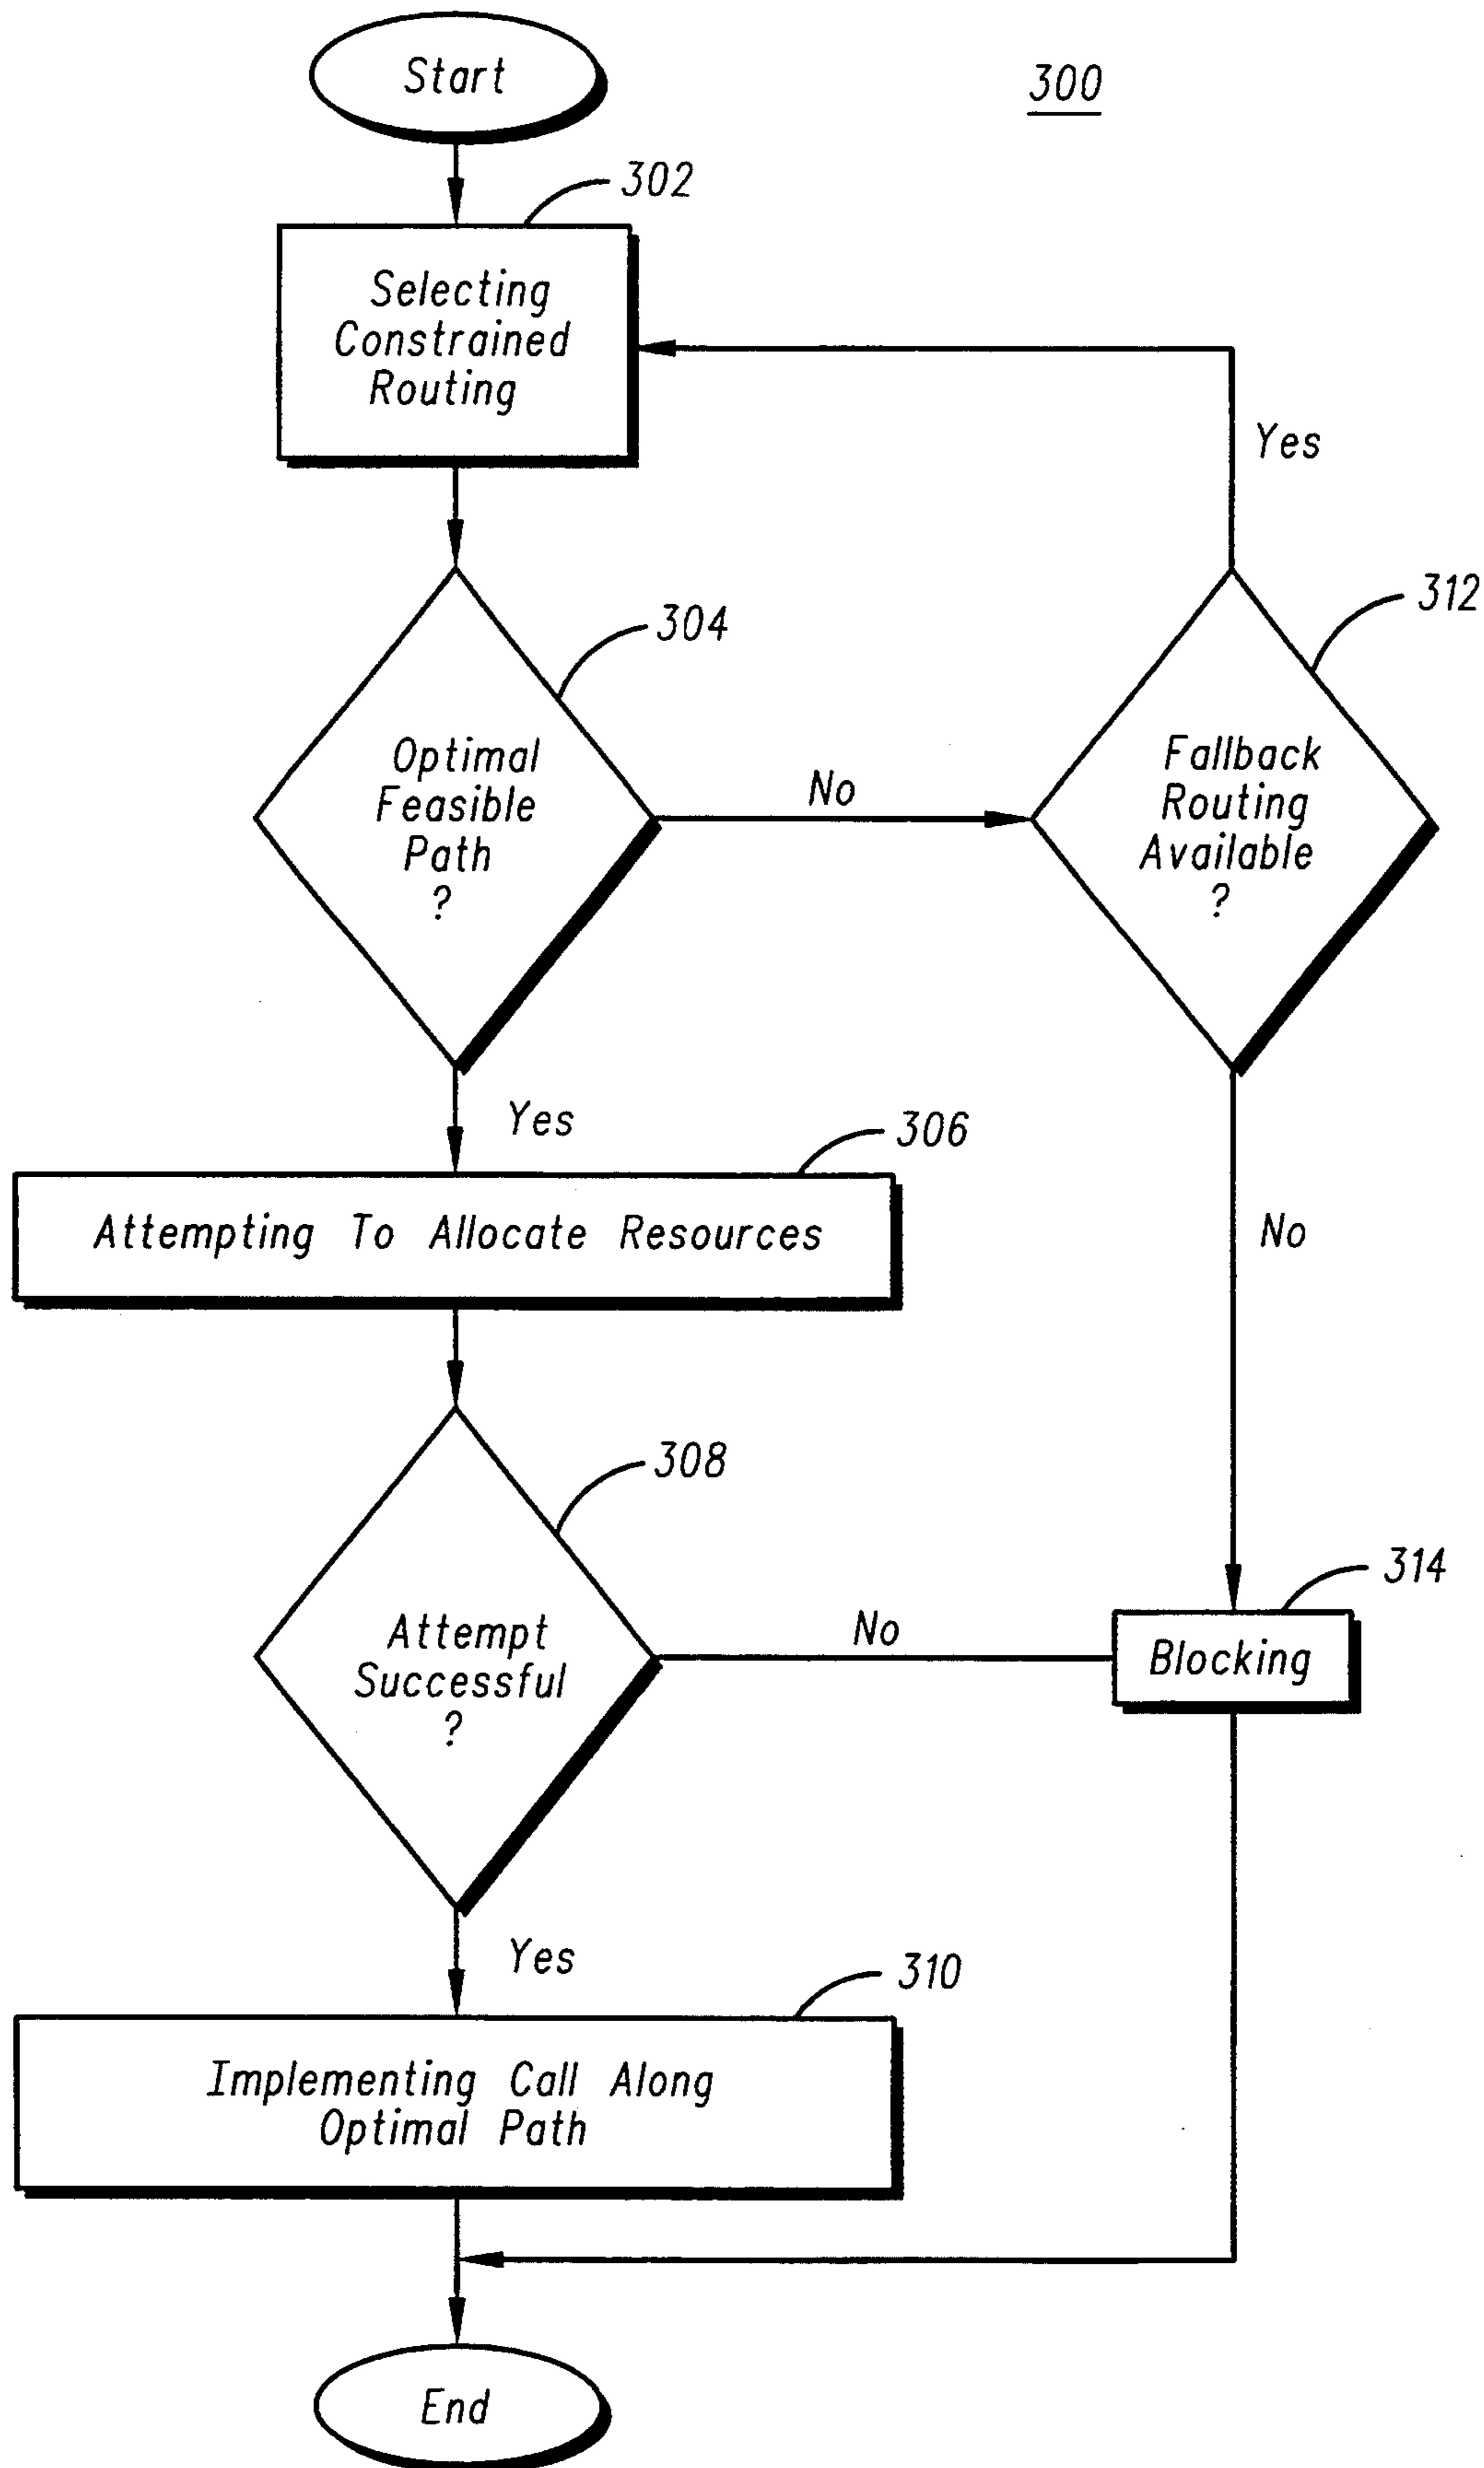 Start
300
302
Selecting
Constrained
Routing
Yes
304
312
Optimal
Feasible
Path
?
No
Fallback
Routing
Available
?
Yes
306
Attempting To Allocate Resources
No
308
314
Attempt
Successful
?
No
Blocking
Yes
310
Implementing Call Along
Optimal Path
End